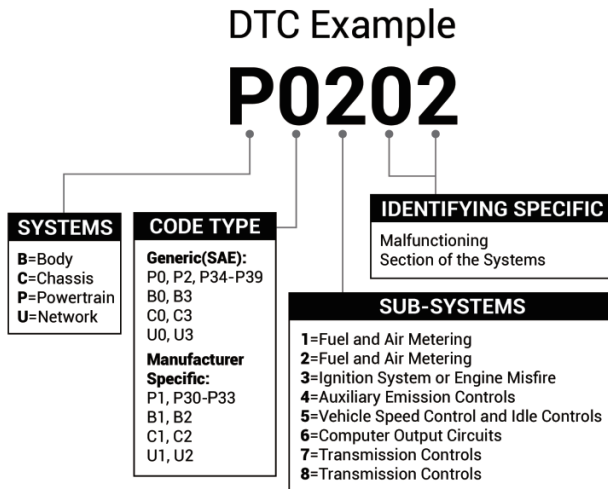 DTC Example
P0202
SYSTEMS
B=Body
C=Chassis
P=Powertrain
U=Network
CODE TYPE
Generic(SAE):
P0, P2, P34-P39
B0, B3
C0, C3
U0, U3
Manufacturer
Specific:
P1, P30-P33
B1, B2
C1, C2
U1, U2
IDENTIFYING SPECIFIC
Malfunctioning
Section of the Systems
SUB-SYSTEMS
1=Fuel and Air Metering
2=Fuel and Air Metering
3=Ignition System or Engine Misfire
4=Auxiliary Emission Controls
5=Vehicle Speed Control and Idle Controls
6=Computer Output Circuits
7=Transmission Controls
8=Transmission Controls